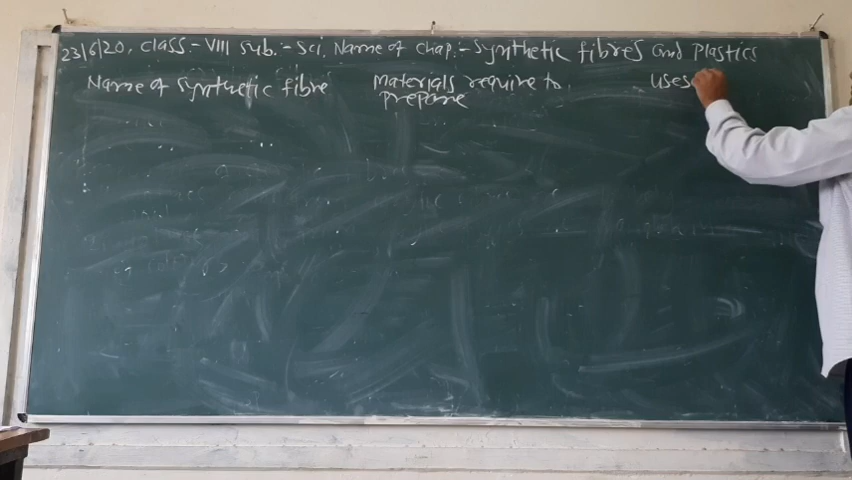 23/6/20, Class:- VIII Sub.:- Sci. Name of Chap:- Synthetic fibres and Plastics
Name of Synthetic fibre Materials require to. Uses
Prepare